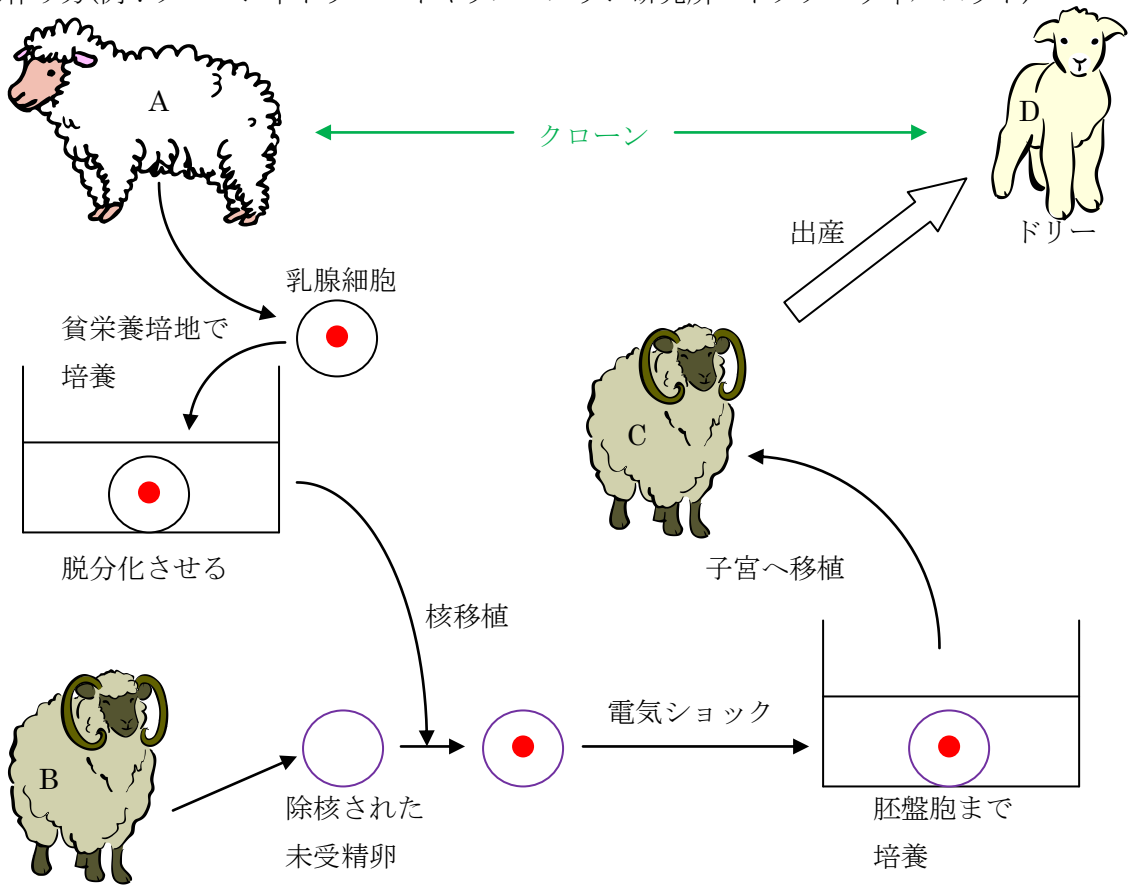 A
D
クローン
出産
ドリー
乳腺細胞
貧栄養培地で
培養
C
脱分化させる
子宮へ移植
核移植
電気ショック
B
除核された
未受精卵
胚盤胞まで
培養